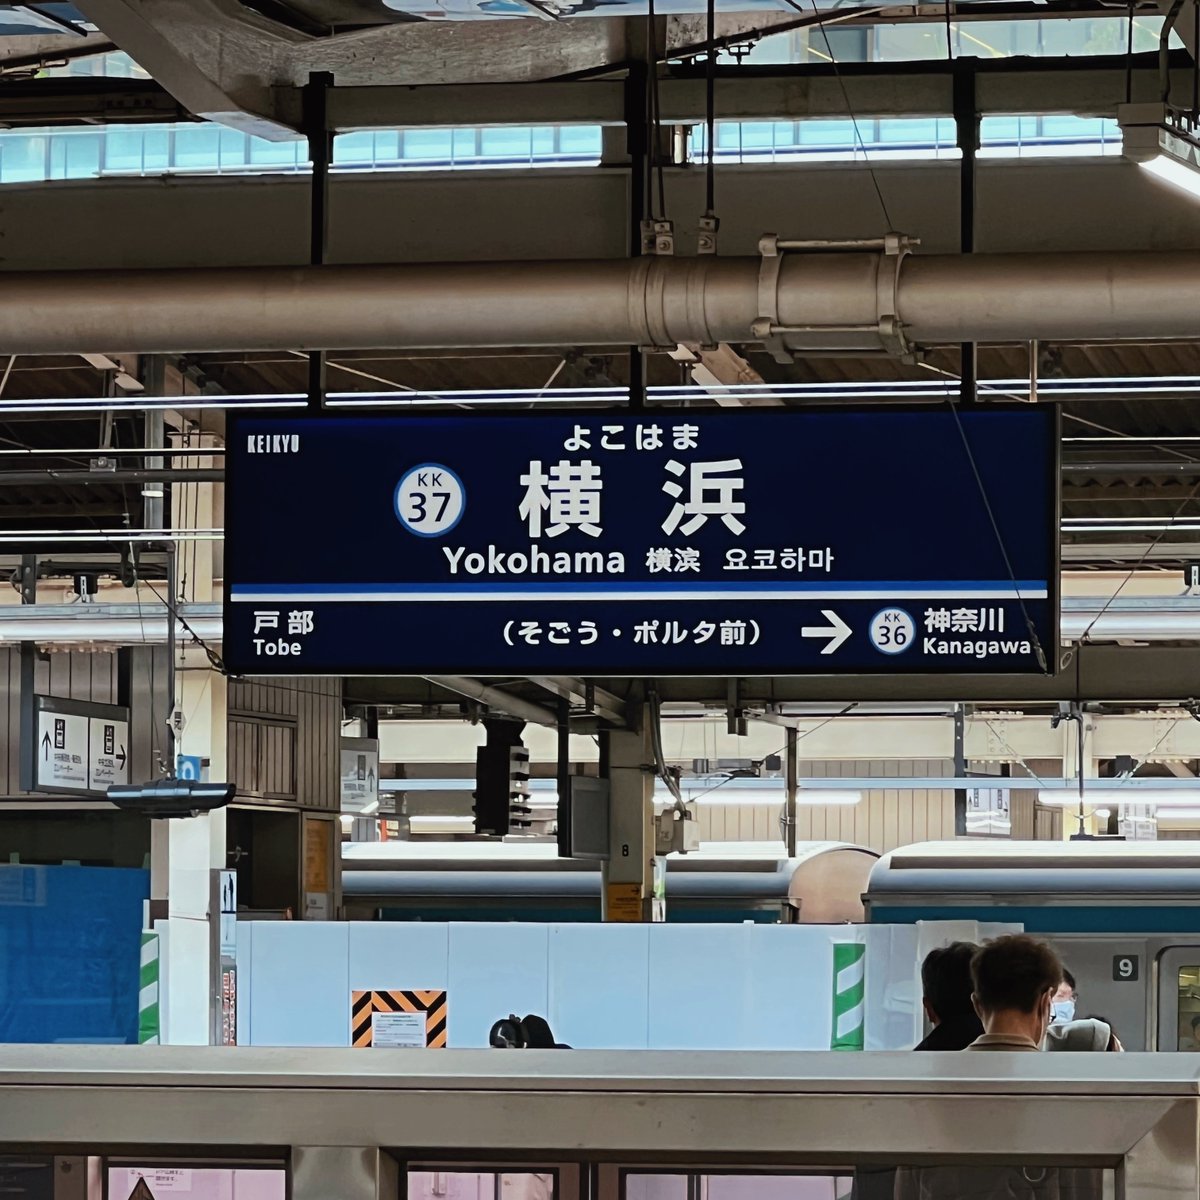 KEIKYU
よこはま
KK
37
横浜
Yokohama 横滨 요코하마
戸部
Tobe
(そごう・ポルタ前)
→
KK
36
神奈川
Kanagawa
8
9